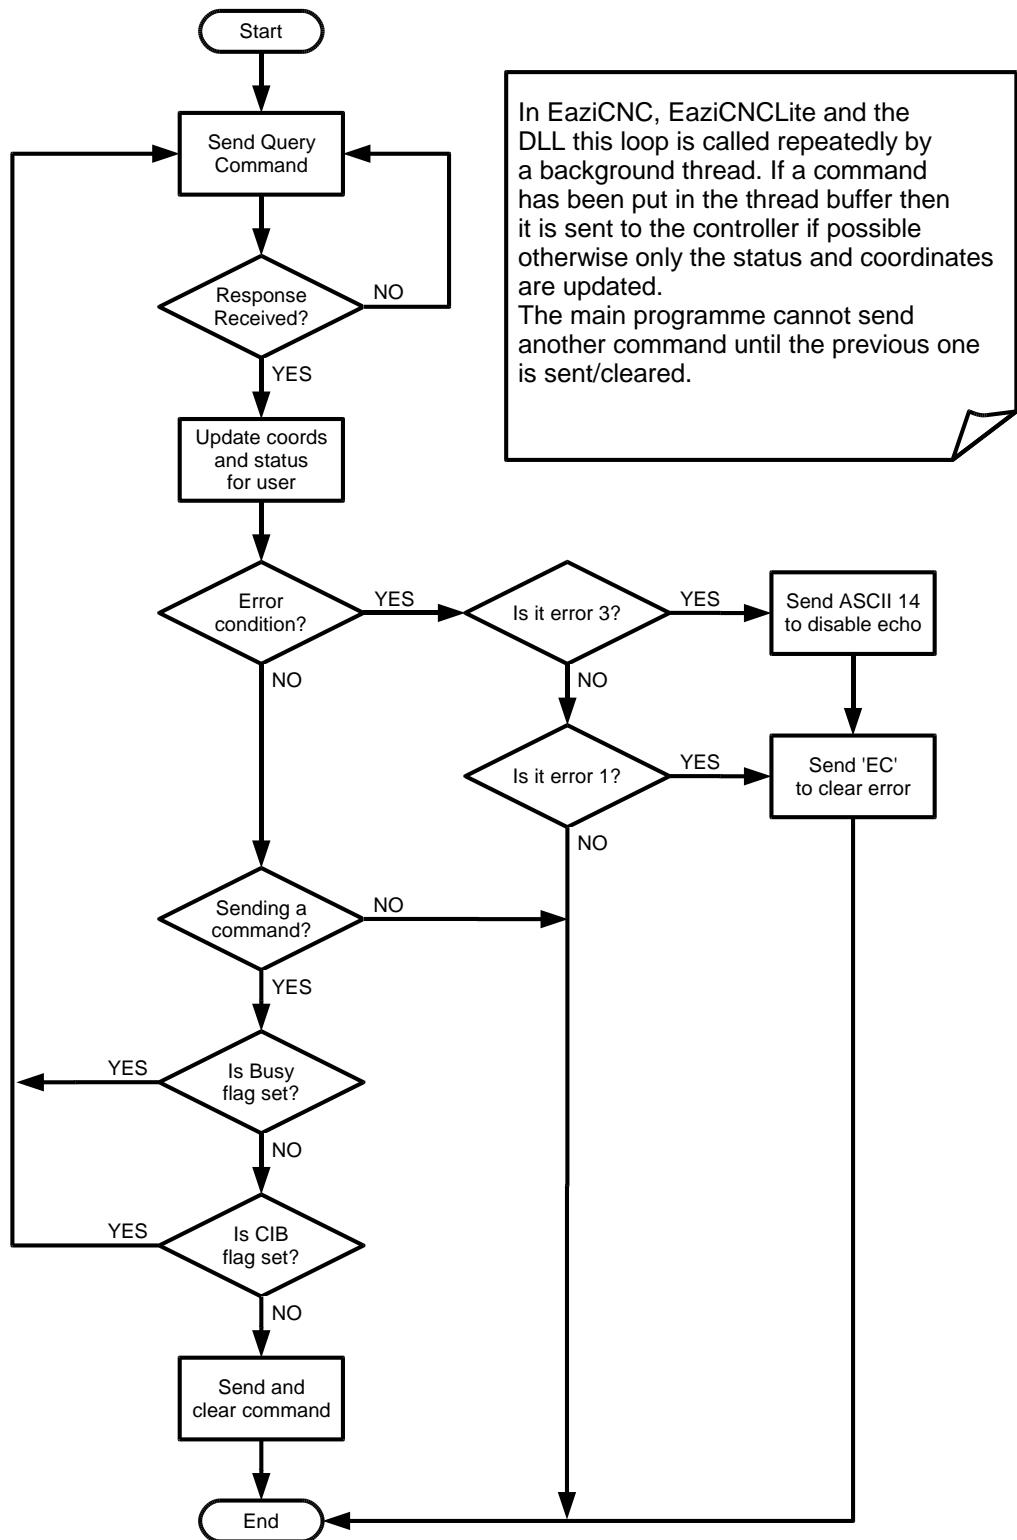 Start
Send Query
Command
In EaziCNC, EaziCNCLite and the
DLL this loop is called repeatedly by
a background thread. If a command
has been put in the thread buffer then
it is sent to the controller if possible
otherwise only the status and coordinates
are updated.
The main programme cannot send
another command until the previous one
is sent/cleared.
Response
Received?
NO
YES
Update coords
and status
for user
Error
condition?
YES
NO
Is it error 3?
YES
NO
Send ASCII 14
to disable echo
Is it error 1?
YES
NO
Send 'EC'
to clear error
Sending a
command?
NO
YES
Is Busy
flag set?
YES
NO
Is CIB
flag set?
YES
NO
Send and
clear command
End